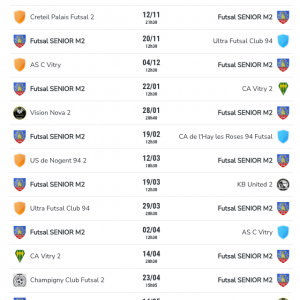 Creteil Palais Futsal 2 12/11 Futsal SENIOR M2
21H30
Futsal SENIOR M2 20/11 Ultra Futsal Club 94
12H30
AS C Vitry 04/12 Futsal SENIOR M2
12H30
Futsal SENIOR M2 22/01 CA Vitry 2
12H30
Vision Nova 2 28/01 Futsal SENIOR M2
20H40
Futsal SENIOR M2 19/02 CA de l'Hay les Roses 94 Futsal
12H30
US de Nogent 94 2 12/03 Futsal SENIOR M2
18H30
Futsal SENIOR M2 19/03 KB United 2
12H30
Ultra Futsal Club 94 29/03 Futsal SENIOR M2
20H30
Futsal SENIOR M2 02/04 AS C Vitry
12H30
CA Vitry 2 14/04 Futsal SENIOR M2
20H30
Champigny Club Futsal 2 23/04 Futsal SENIOR M2
15H05